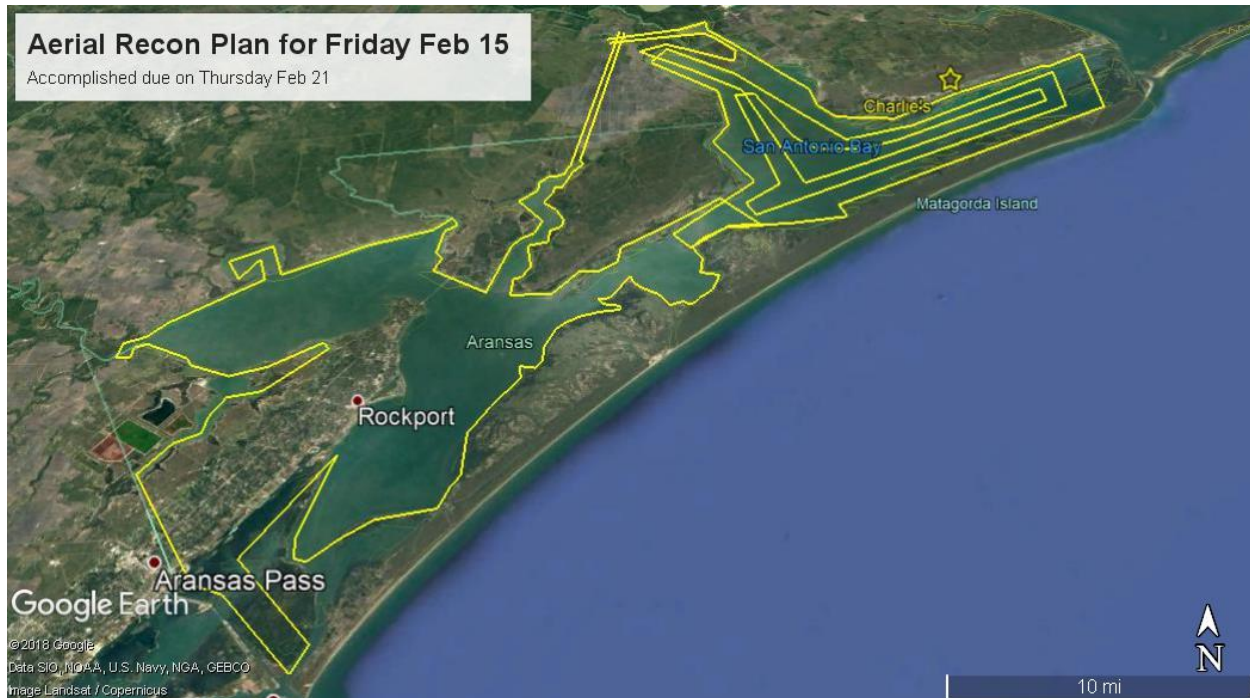 Aerial Recon Plan for Friday Feb 15
Accomplished due on Thursday Feb 21
Charlie's
San Antonio Bay
Matagorda Island
Aransas
Rockport
Aransas Pass
Google Earth
©2018 Google
Data SIO, NOAA, U.S. Navy, NGA, GEBCO
Image Landsat / Copernicus
N
10 mi